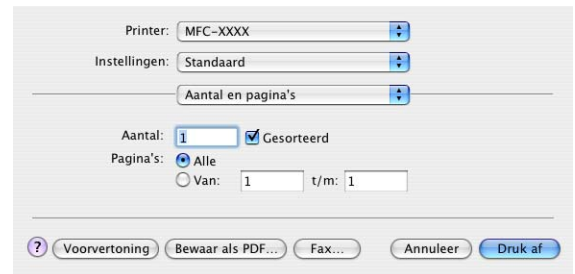 Printer: MFC-XXXX
Instellingen: Standaard
Aantal en pagina's
Aantal: 1 Gesorteerd
Pagina's: Alle
Van: 1 t/m: 1
? Voorvertoning Bewaar als PDF... Fax... Annuleer Druk af